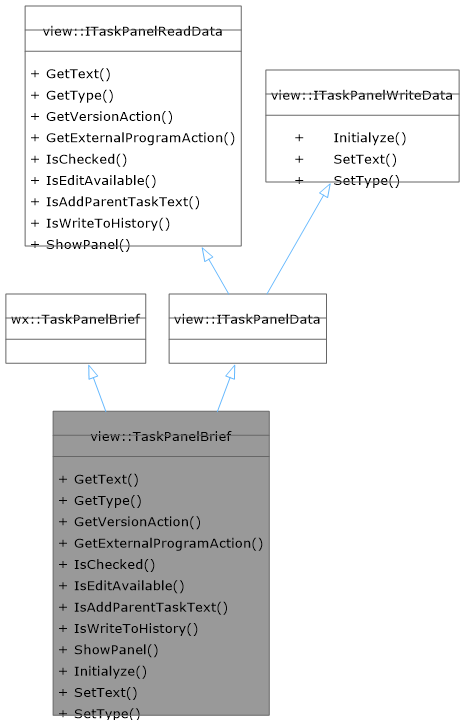 view::ITaskPanelReadData
+ GetText()
+ GetType()
+ GetVersionAction()
+ GetExternalProgramAction()
+ IsChecked()
+ IsEditAvailable()
+ IsAddParentTaskText()
+ IsWriteToHistory()
+ ShowPanel()
view::ITaskPanelWriteData
+ Initialyze()
+ SetText()
+ SetType()
wx::TaskPanelBrief
view::ITaskPanelData
view::TaskPanelBrief
+ GetText()
+ GetType()
+ GetVersionAction()
+ GetExternalProgramAction()
+ IsChecked()
+ IsEditAvailable()
+ IsAddParentTaskText()
+ IsWriteToHistory()
+ ShowPanel()
+ Initialyze()
+ SetText()
+ SetType()